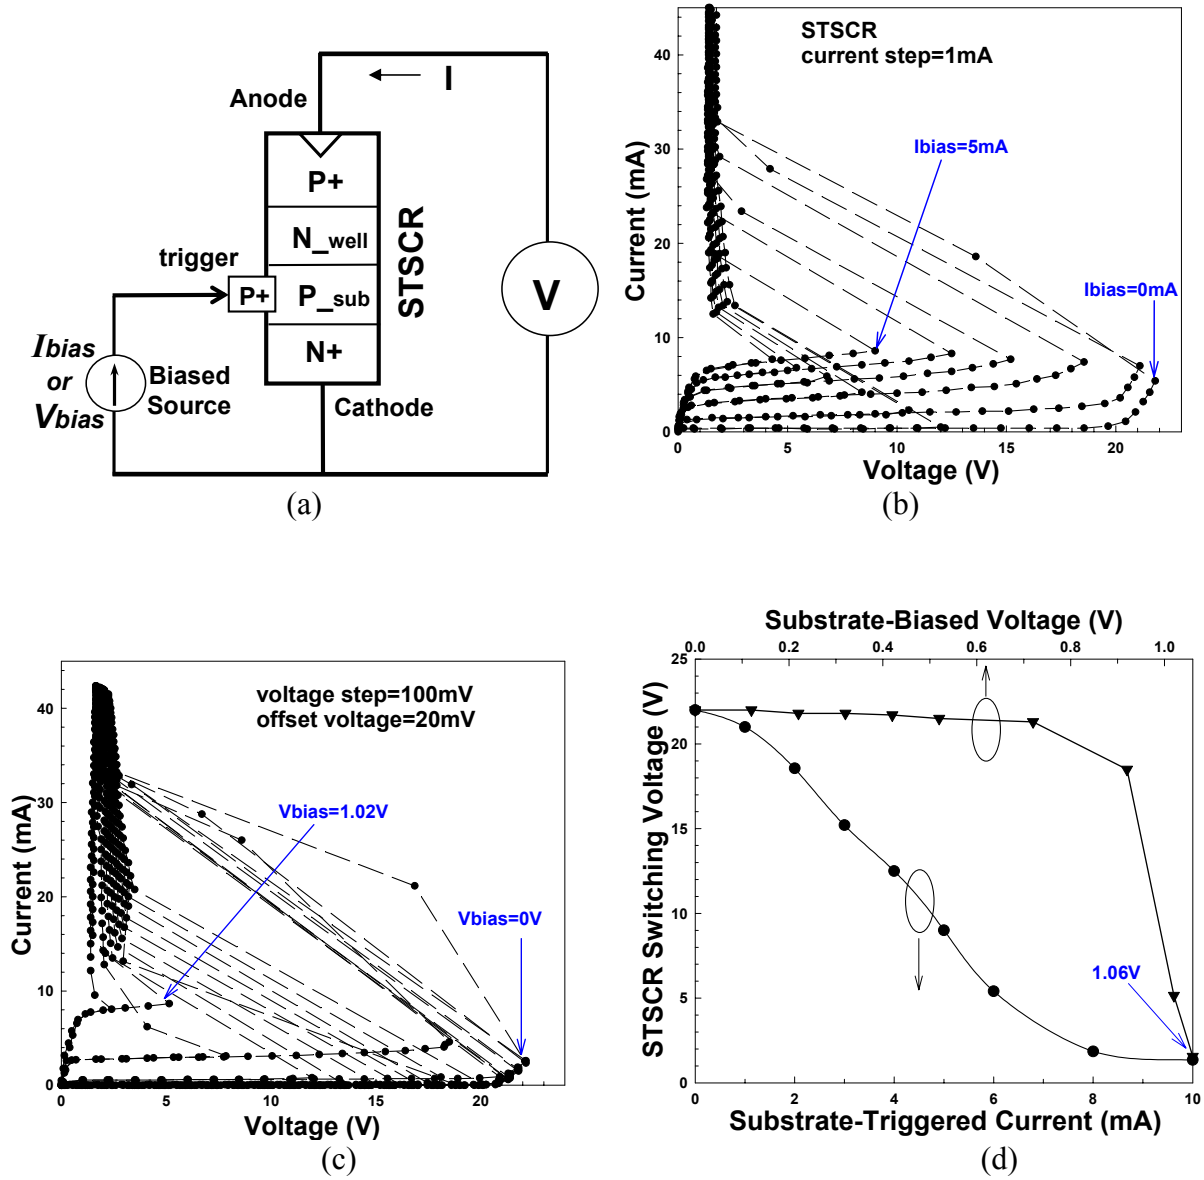 I
Anode
P+
N_well
trigger
P+
P_sub
N+
STSCR
V
Ibias
or
Vbias
Biased
Source
Cathode
(a)
STSCR
current step=1mA
Ibias=5mA
Ibias=0mA
Current (mA)
40
30
20
10
0
0 5 10 15 20
Voltage (V)
(b)
voltage step=100mV
offset voltage=20mV
Vbias=1.02V
Vbias=0V
Current (mA)
40
30
20
10
0
0 5 10 15 20
Voltage (V)
(c)
Substrate-Biased Voltage (V)
0.0 0.2 0.4 0.6 0.8 1.0
STSCR Switching Voltage (V)
25
20
15
10
5
0
1.06V
0 2 4 6 8 10
Substrate-Triggered Current (mA)
(d)